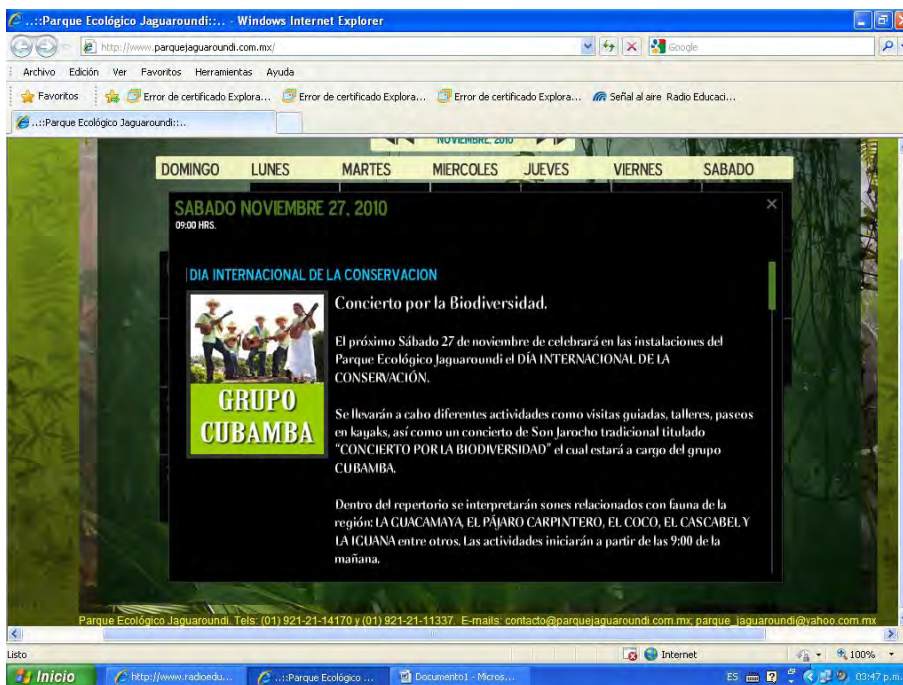 ..::Parque Ecológico Jaguaroundi::.. - Windows Internet Explorer
http://www.parquejaguaroundi.com.mx/
Google
Archivo Edición Ver Favoritos Herramientas Ayuda
Favoritos Error de certificado Explora... Error de certificado Explora... Error de certificado Explora... Señal al aire Radio Educaci...
..::Parque Ecológico Jaguaroundi::..
NOVIEMBRE, 2010
DOMINGO LUNES MARTES MIERCOLES JUEVES VIERNES SABADO
SABADO NOVIEMBRE 27, 2010
09:00 HRS.
DIA INTERNACIONAL DE LA CONSERVACION
GRUPO
CUBAMBA
Concierto por la Biodiversidad.
El próximo Sábado 27 de noviembre de celebrará en las instalaciones del
Parque Ecológico Jaguaroundi el DÍA INTERNACIONAL DE LA
CONSERVACIÓN.
Se llevarán a cabo diferentes actividades como visitas guiadas, talleres, paseos
en kayaks, así como un concierto de Son Jarocho tradicional titulado
"CONCIERTO POR LA BIODIVERSIDAD" el cual estará a cargo del grupo
CUBAMBA.
Dentro del repertorio se interpretarán sones relacionados con fauna de la
región: LA GUACAMAYA, EL PÁJARO CARPINTERO, EL COCO, EL CASCABEL Y
LA IGUANA entre otros. Las actividades iniciarán a partir de las 9:00 de la
mañana.
Parque Ecológico Jaguaroundi. Tels: (01) 921-21-14170 y (01) 921-21-11337. E-mails: contacto@parquejaguaroundi.com.mx; parque_jaguaroundi@yahoo.com.mx
Listo Internet 100%
Inicio http://www.radioedu... ..::Parque Ecológico ... Documento1 - Micros... ES 03:47 p.m.